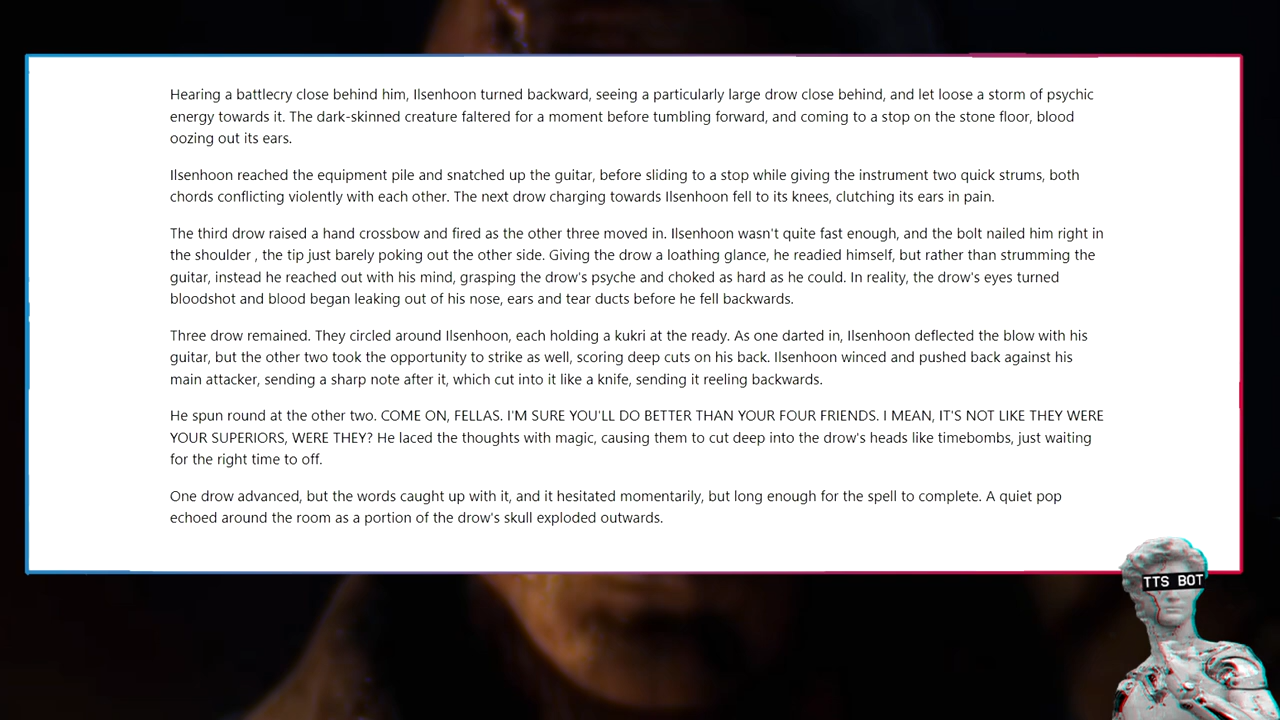 Hearing a battlecry close behind him, Ilsenhoon turned backward, seeing a particularly large drow close behind, and let loose a storm of psychic
energy towards it. The dark-skinned creature faltered for a moment before tumbling forward, and coming to a stop on the stone floor, blood
oozing out its ears.
Ilsenhoon reached the equipment pile and snatched up the guitar, before sliding to a stop while giving the instrument two quick strums, both
chords conflicting violently with each other. The next drow charging towards Ilsenhoon fell to its knees, clutching its ears in pain.
The third drow raised a hand crossbow and fired as the other three moved in. Ilsenhoon wasn't quite fast enough, and the bolt nailed him right in
the shoulder , the tip just barely poking out the other side. Giving the drow a loathing glance, he readied himself, but rather than strumming the
guitar, instead he reached out with his mind, grasping the drow's psyche and choked as hard as he could. In reality, the drow's eyes turned
bloodshot and blood began leaking out of his nose, ears and tear ducts before he fell backwards.
Three drow remained. They circled around Ilsenhoon, each holding a kukri at the ready. As one darted in, Ilsenhoon deflected the blow with his
guitar, but the other two took the opportunity to strike as well, scoring deep cuts on his back. Ilsenhoon winced and pushed back against his
main attacker, sending a sharp note after it, which cut into it like a knife, sending it reeling backwards.
He spun round at the other two. COME ON, FELLAS. I'M SURE YOU'LL DO BETTER THAN YOUR FOUR FRIENDS. I MEAN, IT'S NOT LIKE THEY WERE
YOUR SUPERIORS, WERE THEY? He laced the thoughts with magic, causing them to cut deep into the drow's heads like timebombs, just waiting
for the right time to off.
One drow advanced, but the words caught up with it, and it hesitated momentarily, but long enough for the spell to complete. A quiet pop
echoed around the room as a portion of the drow's skull exploded outwards.
TTS BOT